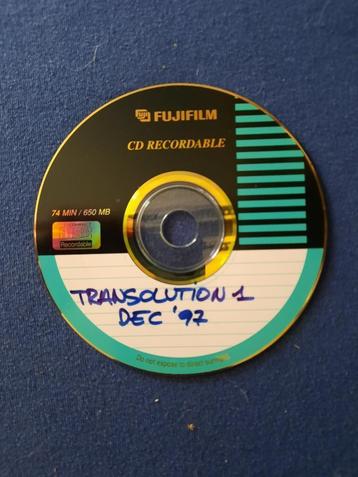 FUJIFILM
CD RECORDABLE
74 MIN / 650 MB
Recordable
TRANSOLUTION 1
DEC '97
Do not expose to direct sunlight